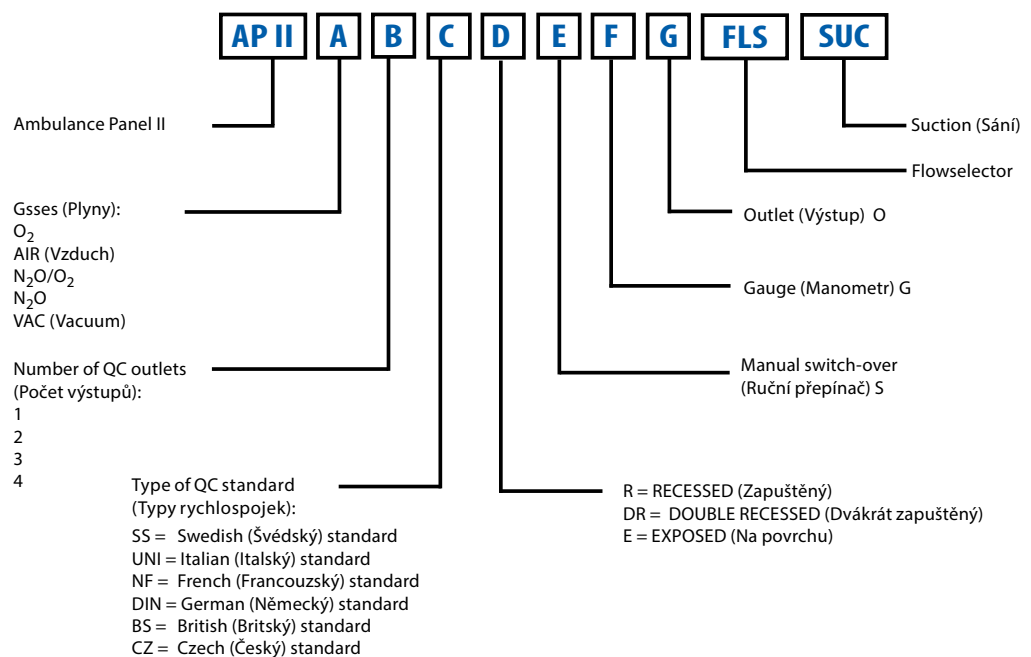 AP II A B C D E F G FLS SUC
Ambulance Panel II
Suction (Sání)
Flowselector
Gsses (Plyny):
O2
AIR (Vzduch)
N2O/O2
N2O
VAC (Vacuum)
Outlet (Výstup) O
Gauge (Manometr) G
Number of QC outlets
(Počet výstupů):
1
2
3
4
Manual switch-over
(Ruční přepínač) S
Type of QC standard
(Typy rychlospojek):
SS = Swedish (Švédský) standard
UNI = Italian (Italský) standard
NF = French (Francouzský) standard
DIN = German (Německý) standard
BS = British (Britský) standard
CZ = Czech (Český) standard
R = RECESSED (Zapuštěný)
DR = DOUBLE RECESSED (Dvákrát zapuštěný)
E = EXPOSED (Na povrchu)